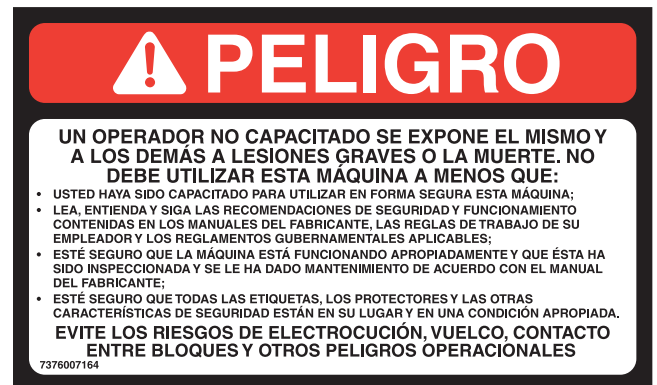 PELIGRO
UN OPERADOR NO CAPACITADO SE EXPONE EL MISMO Y
A LOS DEMÁS A LESIONES GRAVES O LA MUERTE. NO
DEBE UTILIZAR ESTA MÁQUINA A MENOS QUE:
• USTED HAYA SIDO CAPACITADO PARA UTILIZAR EN FORMA SEGURA ESTA MÁQUINA;
• LEA, ENTIENDA Y SIGA LAS RECOMENDACIONES DE SEGURIDAD Y FUNCIONAMIENTO
CONTENIDAS EN LOS MANUALES DEL FABRICANTE, LAS REGLAS DE TRABAJO DE SU
EMPLEADOR Y LOS REGLAMENTOS GUBERNAMENTALES APLICABLES;
• ESTÉ SEGURO QUE LA MÁQUINA ESTÁ FUNCIONANDO APROPIADAMENTE Y QUE ÉSTA HA
SIDO INSPECCIONADA Y SE LE HA DADO MANTENIMIENTO DE ACUERDO CON EL MANUAL
DEL FABRICANTE;
• ESTÉ SEGURO QUE TODAS LAS ETIQUETAS, LOS PROTECTORES Y LAS OTRAS
CARACTERÍSTICAS DE SEGURIDAD ESTÁN EN SU LUGAR Y EN UNA CONDICIÓN APROPIADA.
EVITE LOS RIESGOS DE ELECTROCUCIÓN, VUELCO, CONTACTO
ENTRE BLOQUES Y OTROS PELIGROS OPERACIONALES
7376007164